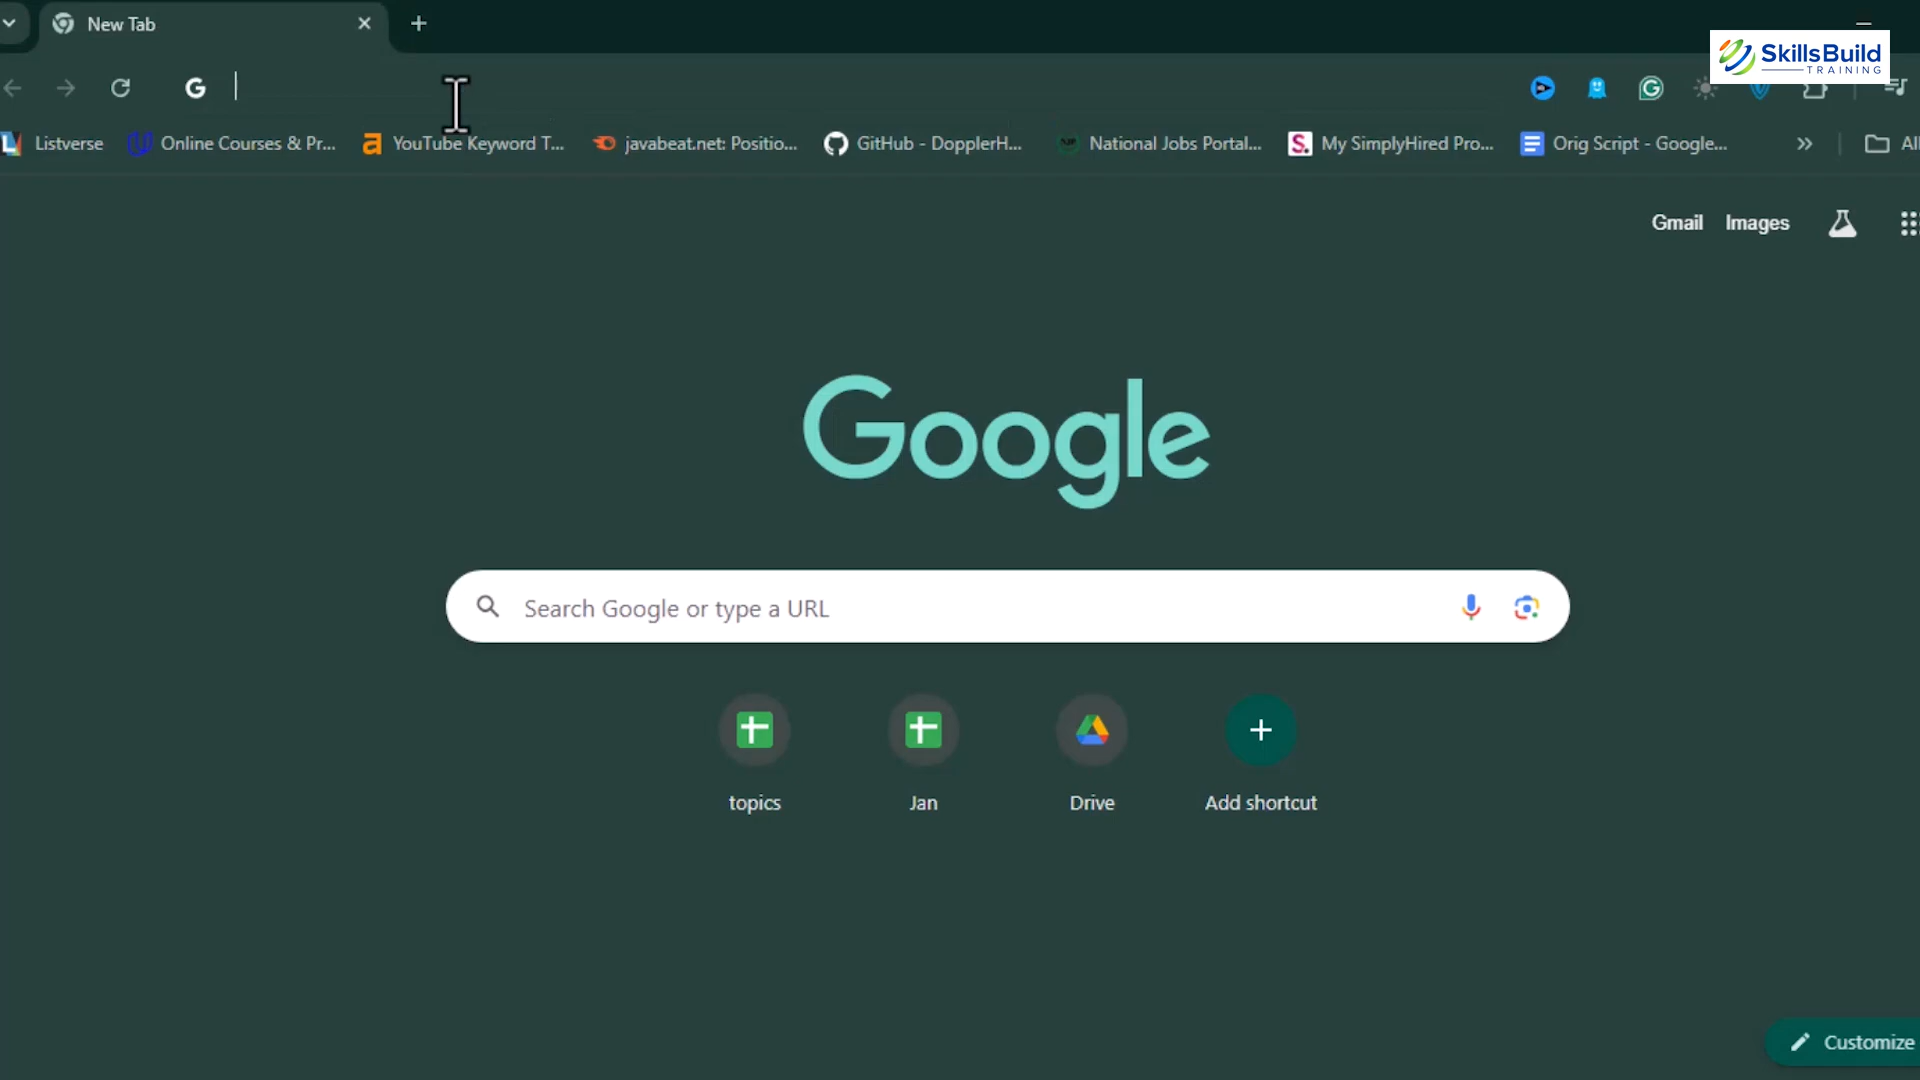 New Tab
SkillsBuild
TRAINING
Listverse
Online Courses & Pr...
YouTube Keyword T...
javabeat.net: Positio...
GitHub - DopplerH...
National Jobs Portal...
My SimplyHired Pro...
Orig Script - Google...
All
Gmail
Images
Google
Search Google or type a URL
topics
Jan
Drive
Add shortcut
Customize